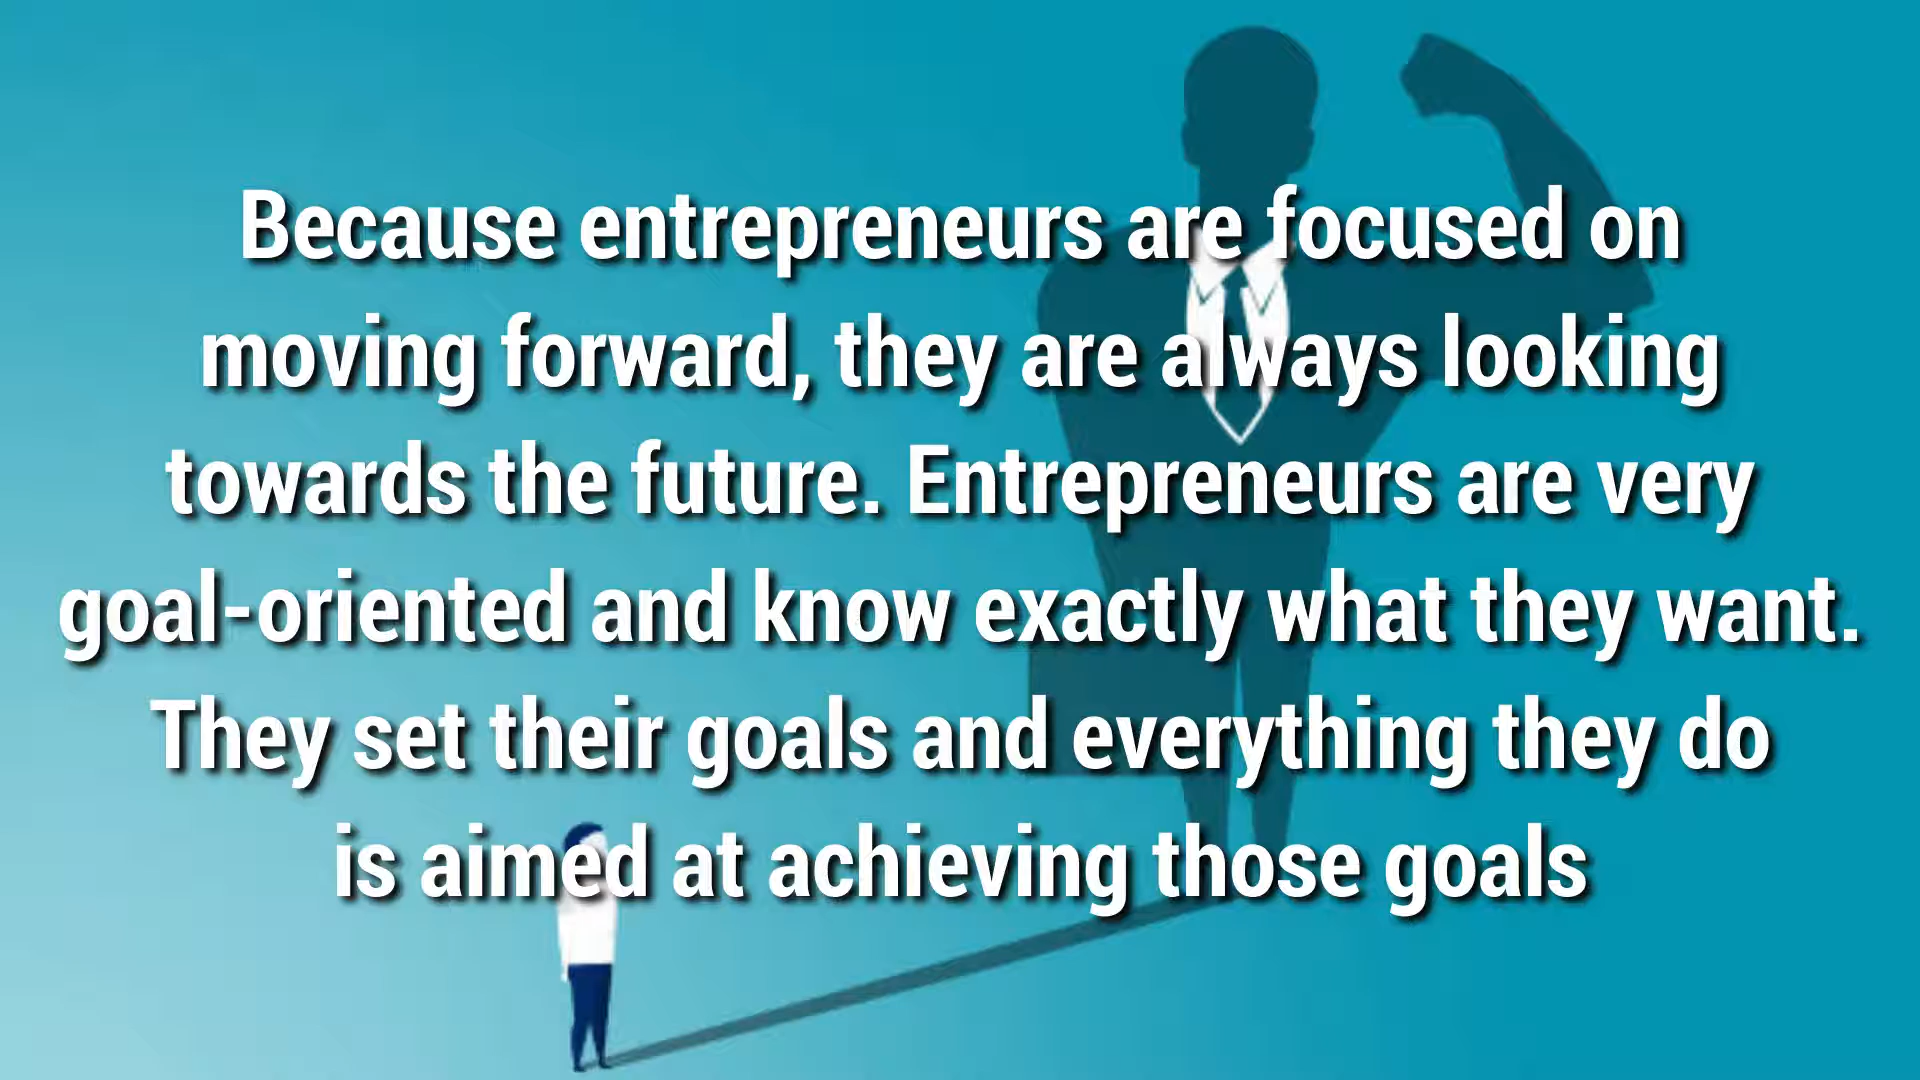 Because entrepreneurs are focused on
moving forward, they are always looking
towards the future. Entrepreneurs are very
goal-oriented and know exactly what they want.
They set their goals and everything they do
is aimed at achieving those goals